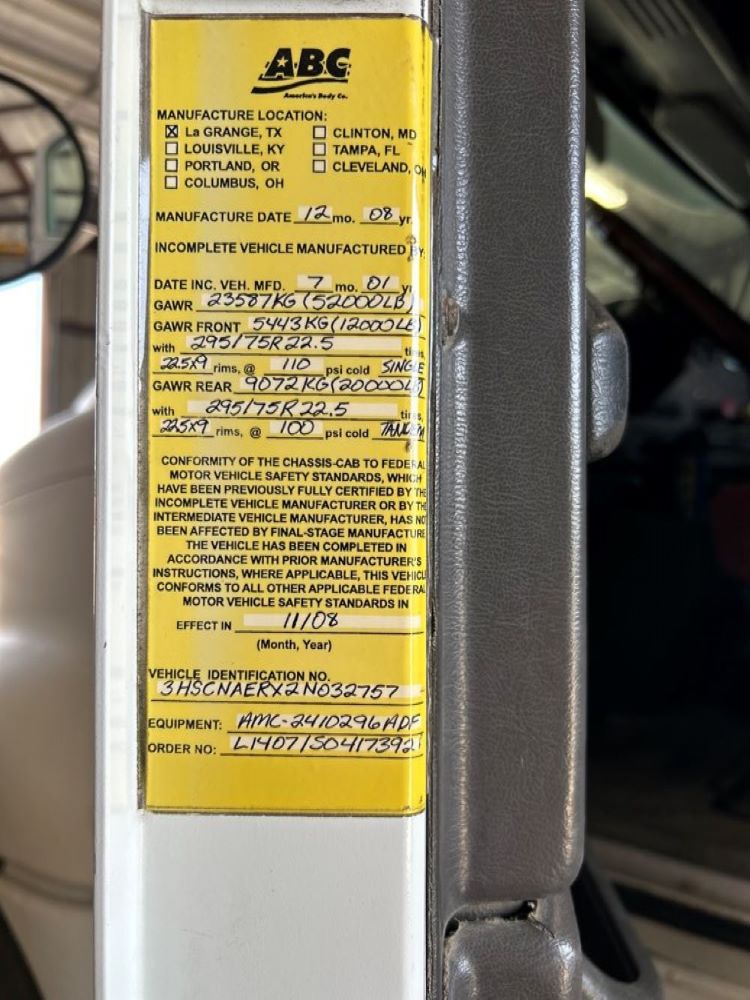 ABC
America's Body Co.
MANUFACTURE LOCATION:
☒ La GRANGE, TX ☐ CLINTON, MD
☐ LOUISVILLE, KY ☐ TAMPA, FL
☐ PORTLAND, OR ☐ CLEVELAND, OH
☐ COLUMBUS, OH
MANUFACTURE DATE 12 mo. 08 yr.
INCOMPLETE VEHICLE MANUFACTURED BY:
DATE INC. VEH. MFD. 7 mo. 01 yr
GAWR 23587KG (52000LB)
GAWR FRONT 5443KG (12000LB)
with 295/75R22.5 tires,
22.5x9 rims, @ 110 psi cold SINGLE
GAWR REAR 9072KG (20000LB)
with 295/75R22.5 tires,
22.5x9 rims, @ 100 psi cold TANDEM
CONFORMITY OF THE CHASSIS-CAB TO FEDERAL
MOTOR VEHICLE SAFETY STANDARDS, WHICH
HAVE BEEN PREVIOUSLY FULLY CERTIFIED BY THE
INCOMPLETE VEHICLE MANUFACTURER OR BY THE
INTERMEDIATE VEHICLE MANUFACTURER, HAS NOT
BEEN AFFECTED BY FINAL-STAGE MANUFACTURE
THE VEHICLE HAS BEEN COMPLETED IN
ACCORDANCE WITH PRIOR MANUFACTURER'S
INSTRUCTIONS, WHERE APPLICABLE, THIS VEHICLE
CONFORMS TO ALL OTHER APPLICABLE FEDERAL
MOTOR VEHICLE SAFETY STANDARDS IN
EFFECT IN 11/08
(Month, Year)
VEHICLE IDENTIFICATION NO.
3HSCNAERX2N032757
EQUIPMENT: AMC-2410296ADF
ORDER NO: L1407/S0417392